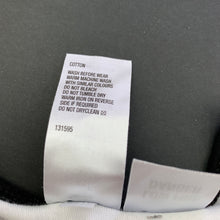 COTTON
WASH BEFORE WEAR
WARM MACHINE WASH
WITH SIMILAR COLOURS
DO NOT BLEACH
DO NOT TUMBLE DRY
WARM IRON ON REVERSE
SIDE IF REQUIRED
DO NOT DRYCLEAN
131595